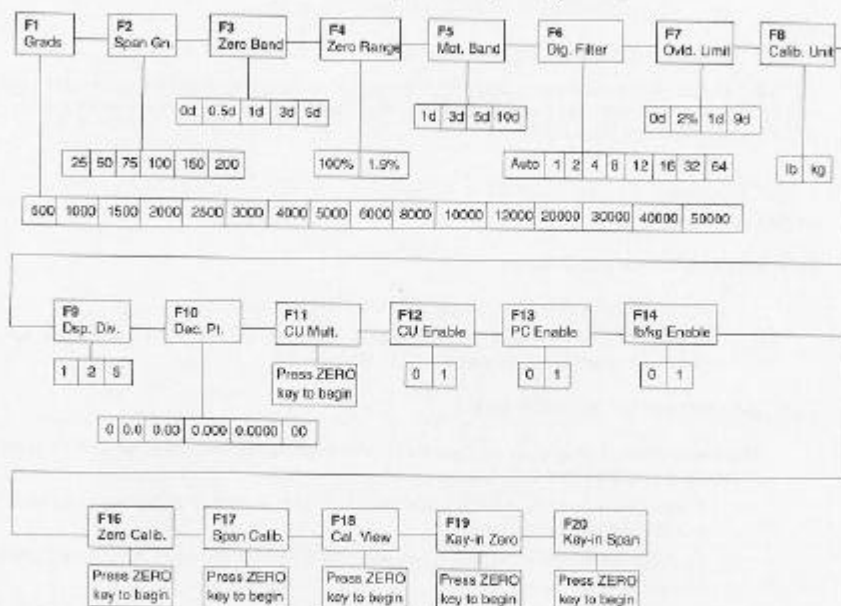 F1
Grads
F2
Span Gn.
F3
Zero Band
F4
Zero Range
F5
Mot. Band
F6
Dig. Filter
F7
Ovld. Limit
F8
Calib. Unit
0d 0.5d 1d 3d 5d
1d 3d 5d 10d
0d 2% 1d 9d
25 50 75 100 150 200
100% 1.9%
Auto 1 2 4 8 12 16 32 64
lb kg
500 1000 1500 2000 2500 3000 4000 5000 6000 8000 10000 12000 20000 30000 40000 50000
F9
Dsp. Div.
F10
Dec. Pt.
F11
CU Mult.
F12
CU Enable
F13
PC Enable
F14
lb/kg Enable
1 2 5
Press ZERO
key to begin
0 1
0 1
0 1
0 0.0 0.00 0.000 0.0000 00
F16
Zero Calib.
F17
Span Calib.
F18
Cal. View
F19
Key-in Zero
F20
Key-in Span
Press ZERO
key to begin
Press ZERO
key to begin
Press ZERO
key to begin
Press ZERO
key to begin
Press ZERO
key to begin